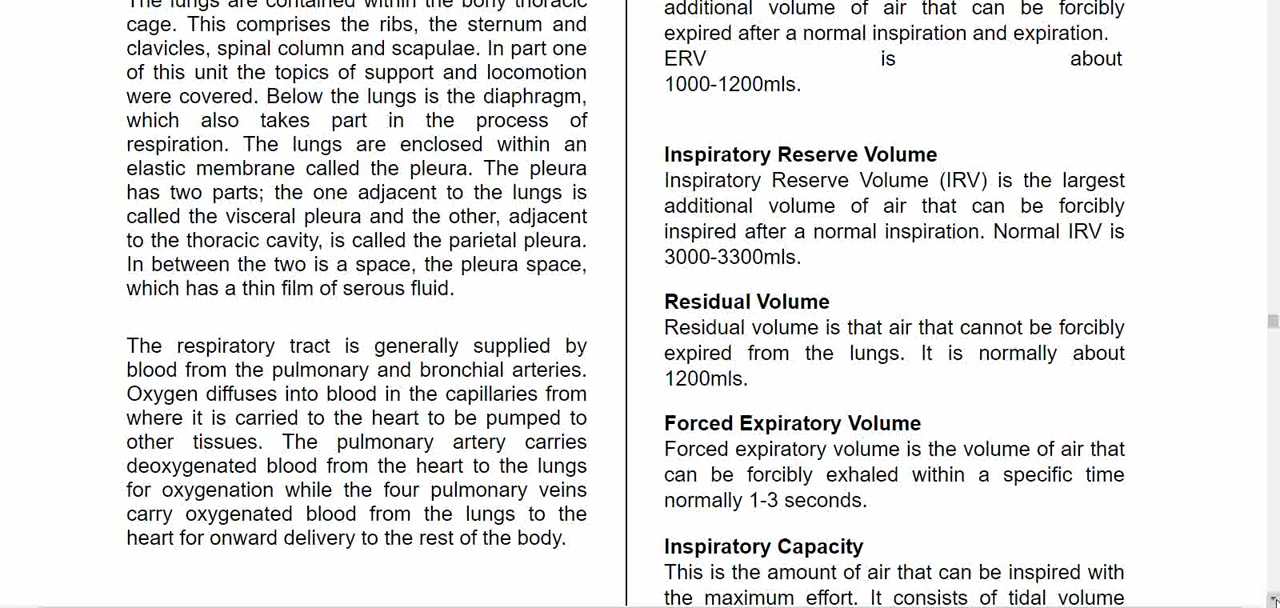 The lungs are contained within the bony thoracic
cage. This comprises the ribs, the sternum and
clavicles, spinal column and scapulae. In part one
of this unit the topics of support and locomotion
were covered. Below the lungs is the diaphragm,
which also takes part in the process of
respiration. The lungs are enclosed within an
elastic membrane called the pleura. The pleura
has two parts; the one adjacent to the lungs is
called the visceral pleura and the other, adjacent
to the thoracic cavity, is called the parietal pleura.
In between the two is a space, the pleura space,
which has a thin film of serous fluid.
The respiratory tract is generally supplied by
blood from the pulmonary and bronchial arteries.
Oxygen diffuses into blood in the capillaries from
where it is carried to the heart to be pumped to
other tissues. The pulmonary artery carries
deoxygenated blood from the heart to the lungs
for oxygenation while the four pulmonary veins
carry oxygenated blood from the lungs to the
heart for onward delivery to the rest of the body.
additional volume of air that can be forcibly
expired after a normal inspiration and expiration.
ERV is about
1000-1200mls.
Inspiratory Reserve Volume
Inspiratory Reserve Volume (IRV) is the largest
additional volume of air that can be forcibly
inspired after a normal inspiration. Normal IRV is
3000-3300mls.
Residual Volume
Residual volume is that air that cannot be forcibly
expired from the lungs. It is normally about
1200mls.
Forced Expiratory Volume
Forced expiratory volume is the volume of air that
can be forcibly exhaled within a specific time
normally 1-3 seconds.
Inspiratory Capacity
This is the amount of air that can be inspired with
the maximum effort. It consists of tidal volume